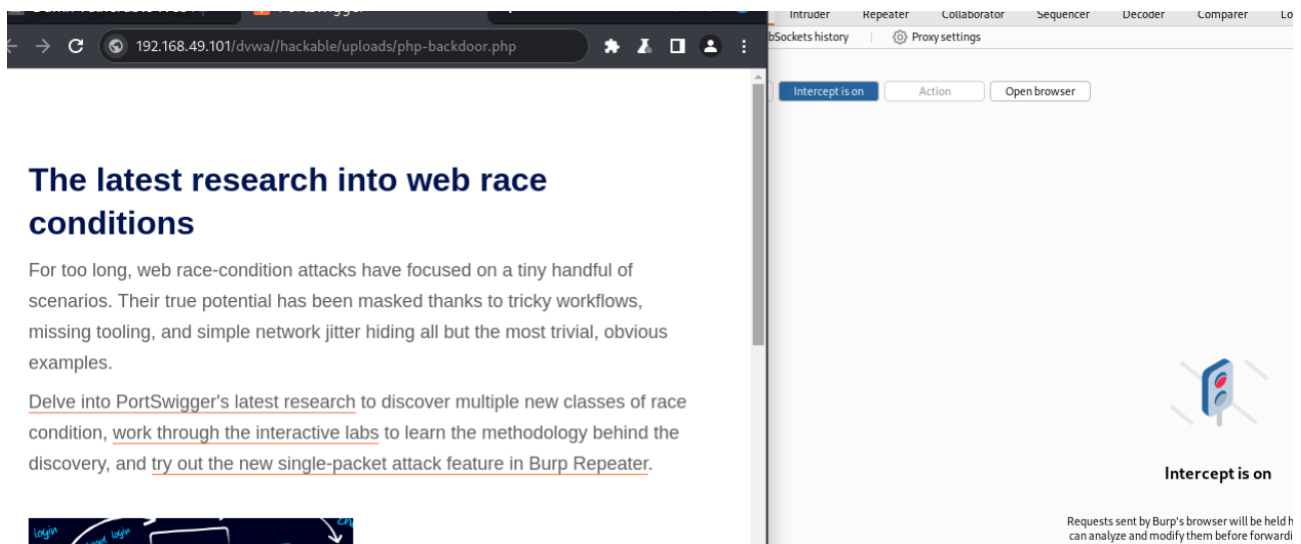 PortSwigger
Intruder Repeater Collaborator Sequencer Decoder Comparer Lo
192.168.49.101/dvwa//hackable/uploads/php-backdoor.php
bSockets history Proxy settings
Intercept is on Action Open browser
The latest research into web race
conditions
For too long, web race-condition attacks have focused on a tiny handful of
scenarios. Their true potential has been masked thanks to tricky workflows,
missing tooling, and simple network jitter hiding all but the most trivial, obvious
examples.
Delve into PortSwigger's latest research to discover multiple new classes of race
condition, work through the interactive labs to learn the methodology behind the
discovery, and try out the new single-packet attack feature in Burp Repeater.
login
login
Intercept is on
Requests sent by Burp's browser will be held h
can analyze and modify them before forwardi